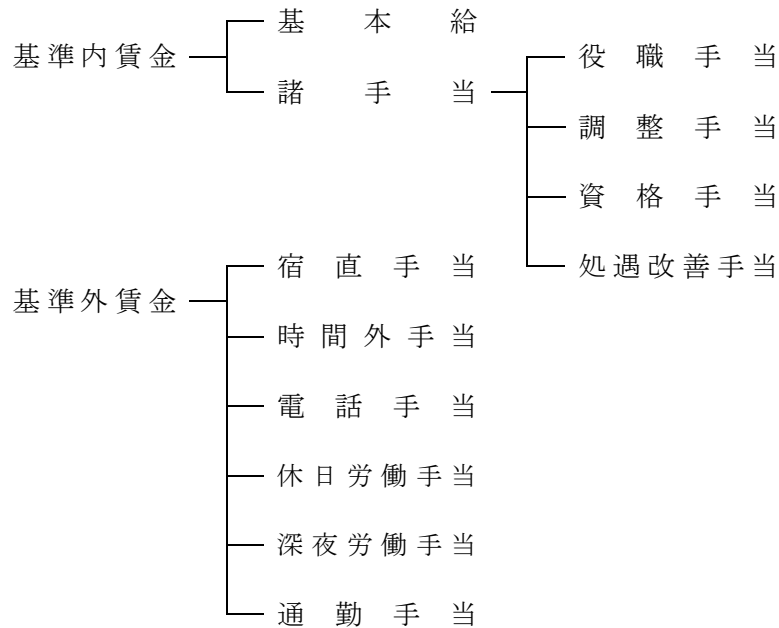 基準内賃金
基本給
諸手当
役職手当
調整手当
資格手当
処遇改善手当
基準外賃金
宿直手当
時間外手当
電話手当
休日労働手当
深夜労働手当
通勤手当